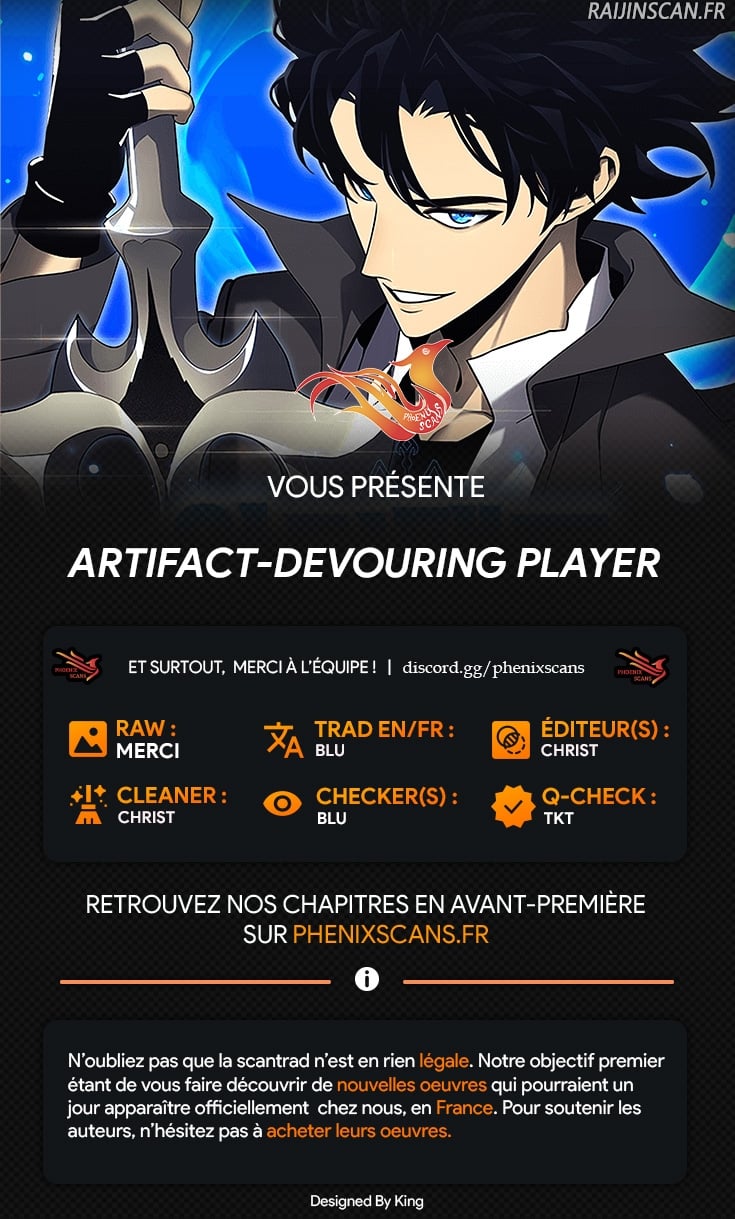 RAIJINSCAN.FR
PHOENIX
SCANS
VOUS PRÉSENTE
ARTIFACT-DEVOURING PLAYER
PHOENIX
SCANS
ET SURTOUT, MERCI À L'ÉQUIPE ! | discord.gg/phenixscans
PHOENIX
SCANS
RAW :
MERCI
TRAD EN/FR :
BLU
ÉDITEUR(S) :
CHRIST
CLEANER :
CHRIST
CHECKER(S) :
BLU
Q-CHECK :
TKT
RETROUVEZ NOS CHAPITRES EN AVANT-PREMIÈRE
SUR PHENIXSCANS.FR
N'oubliez pas que la scantrad n'est en rien légale. Notre objectif premier
étant de vous faire découvrir de nouvelles oeuvres qui pourraient un
jour apparaître officiellement chez nous, en France. Pour soutenir les
auteurs, n'hésitez pas à acheter leurs oeuvres.
Designed By King